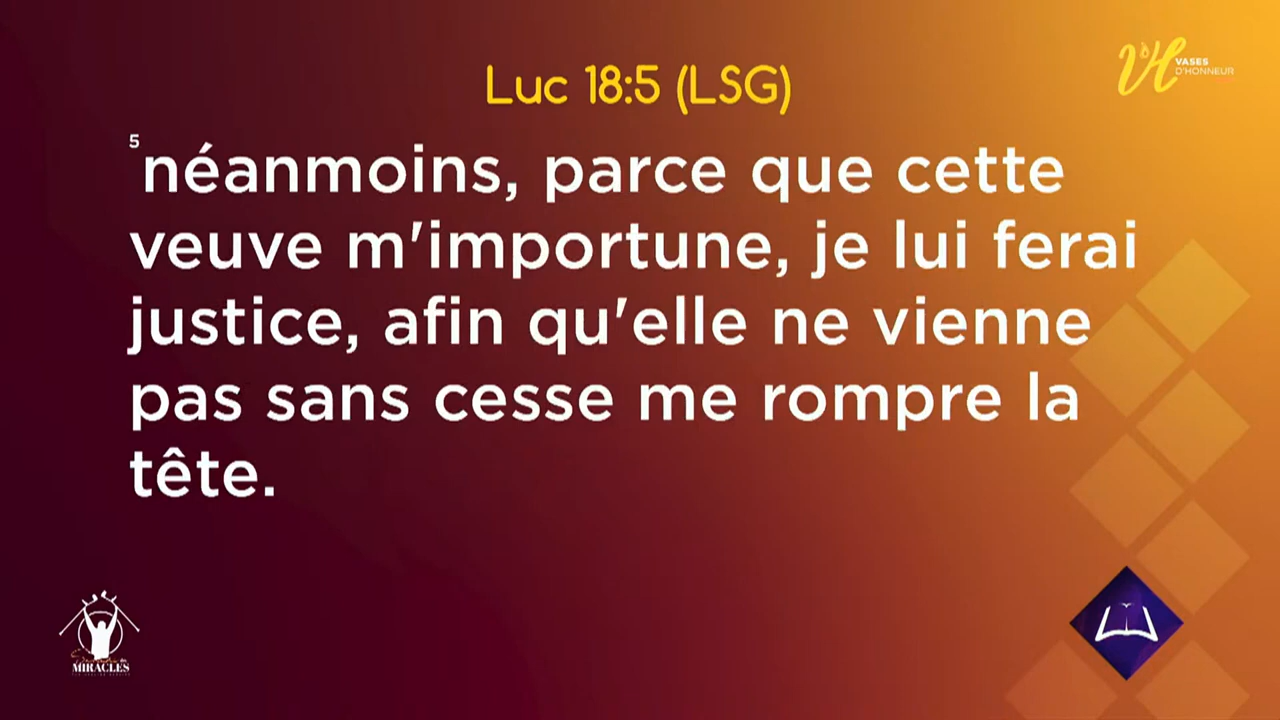 VASES
D'HONNEUR
Luc 18:5 (LSG)
5 néanmoins, parce que cette
veuve m'importune, je lui ferai
justice, afin qu'elle ne vienne
pas sans cesse me rompre la
tête.
MIRACLES